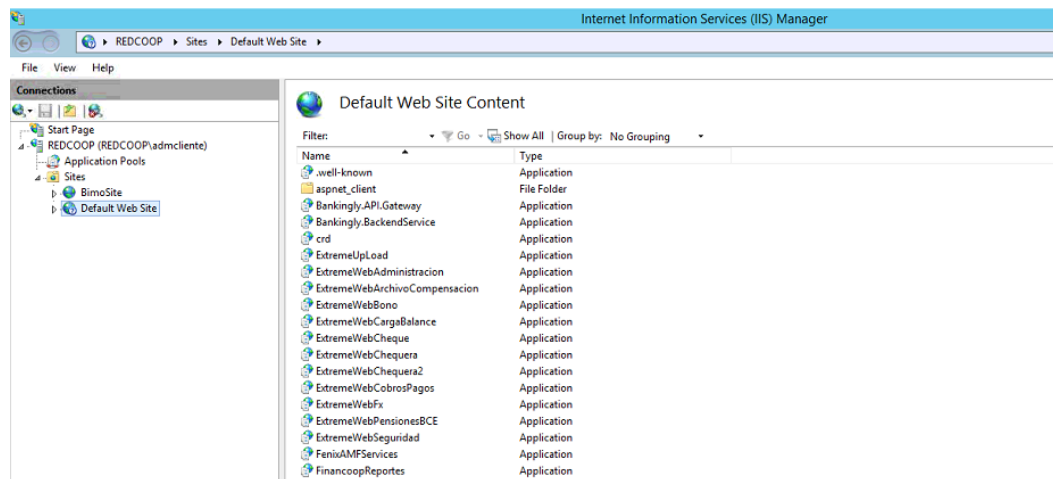 Internet Information Services (IIS) Manager
REDCOOP Sites Default Web Site
File View Help
Connections
Start Page
REDCOOP (REDCOOP\admcliente)
Application Pools
Sites
BimoSite
Default Web Site
Default Web Site Content
Filter: Go Show All Group by: No Grouping
Name Type
.well-known Application
aspnet_client File Folder
Bankingly.API.Gateway Application
Bankingly.BackendService Application
crd Application
ExtremeUpLoad Application
ExtremeWebAdministracion Application
ExtremeWebArchivoCompensacion Application
ExtremeWebBono Application
ExtremeWebCargaBalance Application
ExtremeWebCheque Application
ExtremeWebChequera Application
ExtremeWebChequera2 Application
ExtremeWebCobrosPagos Application
ExtremeWebFx Application
ExtremeWebPensionesBCE Application
ExtremeWebSeguridad Application
FenixAMFServices Application
FinancoopReportes Application